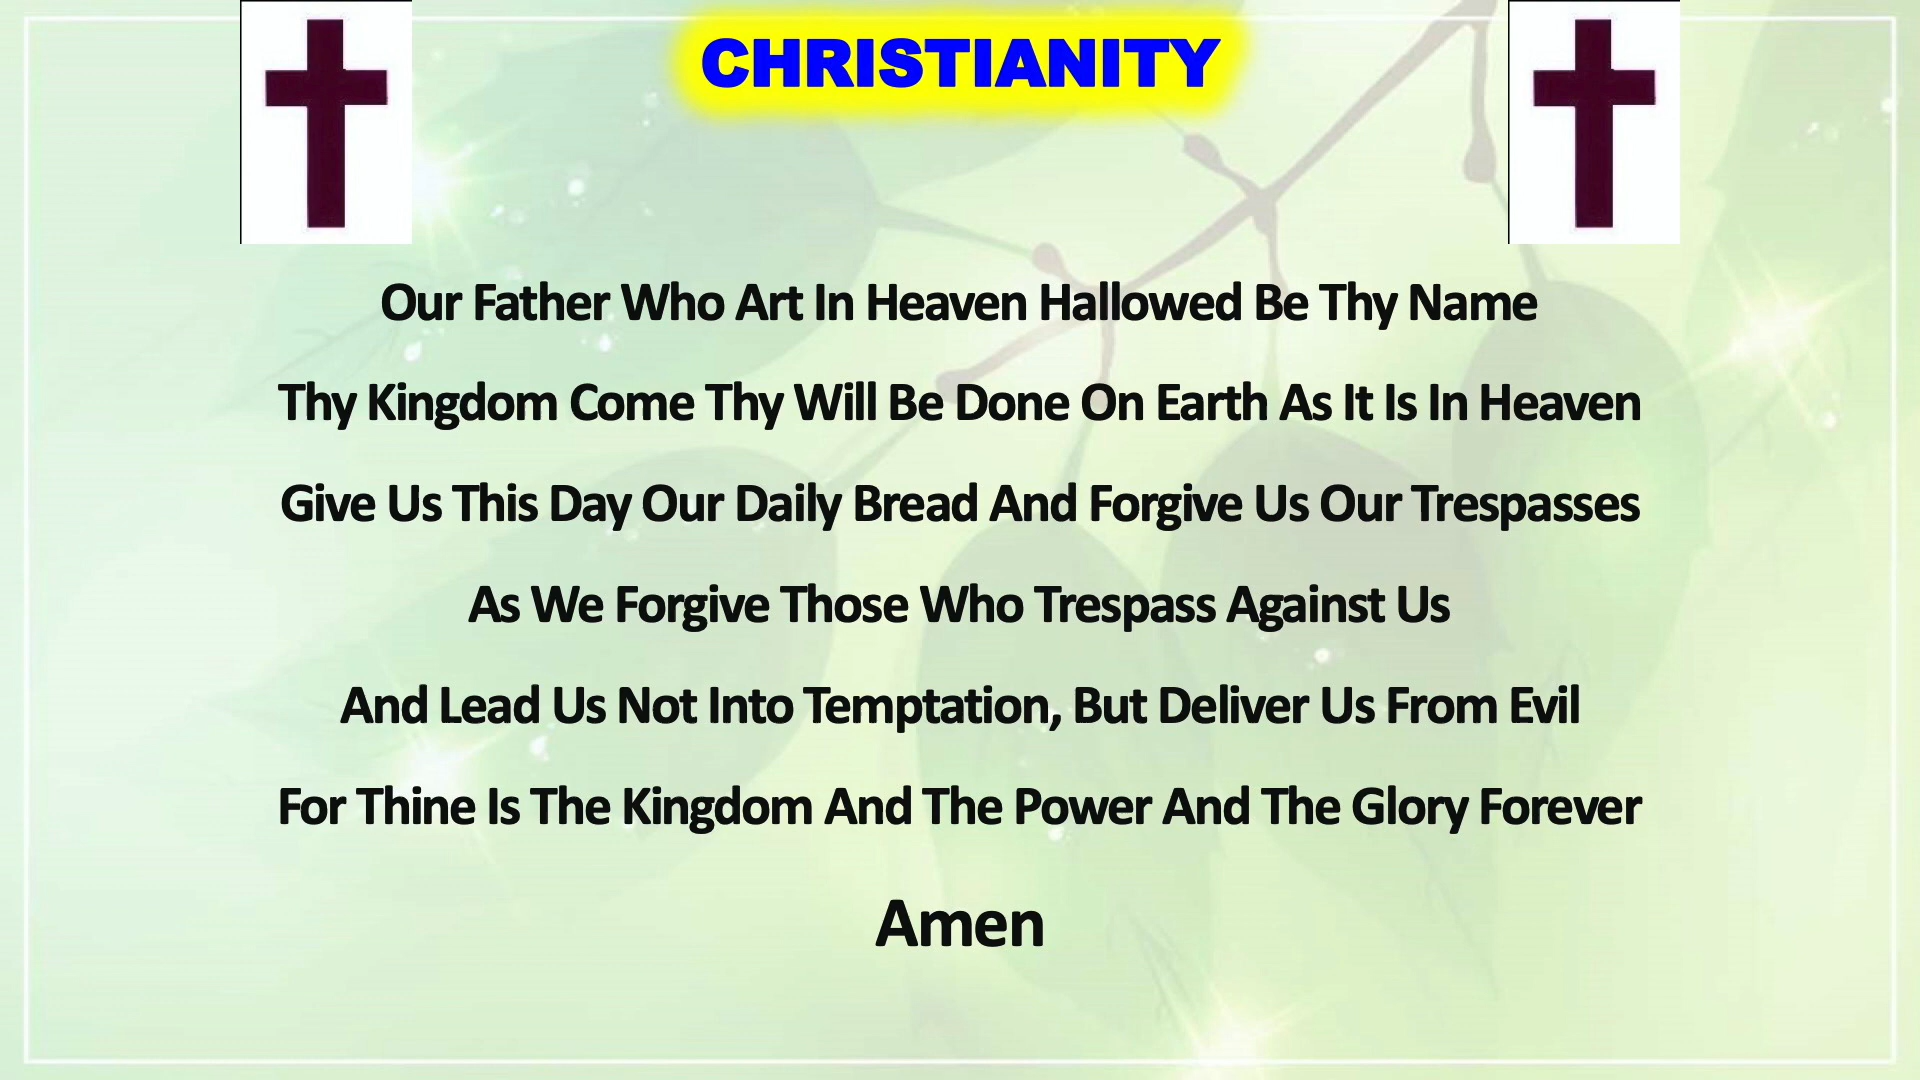 CHRISTIANITY
Our Father Who Art In Heaven Hallowed Be Thy Name
Thy Kingdom Come Thy Will Be Done On Earth As It Is In Heaven
Give Us This Day Our Daily Bread And Forgive Us Our Trespasses
As We Forgive Those Who Trespass Against Us
And Lead Us Not Into Temptation, But Deliver Us From Evil
For Thine Is The Kingdom And The Power And The Glory Forever
Amen